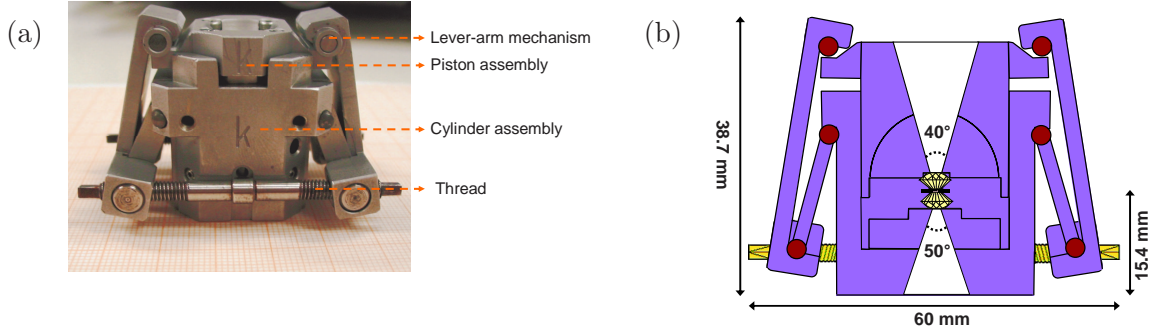 (a)
k
k
Lever-arm mechanism
Piston assembly
Cylinder assembly
Thread
(b)
38.7 mm
40°
50°
15.4 mm
60 mm